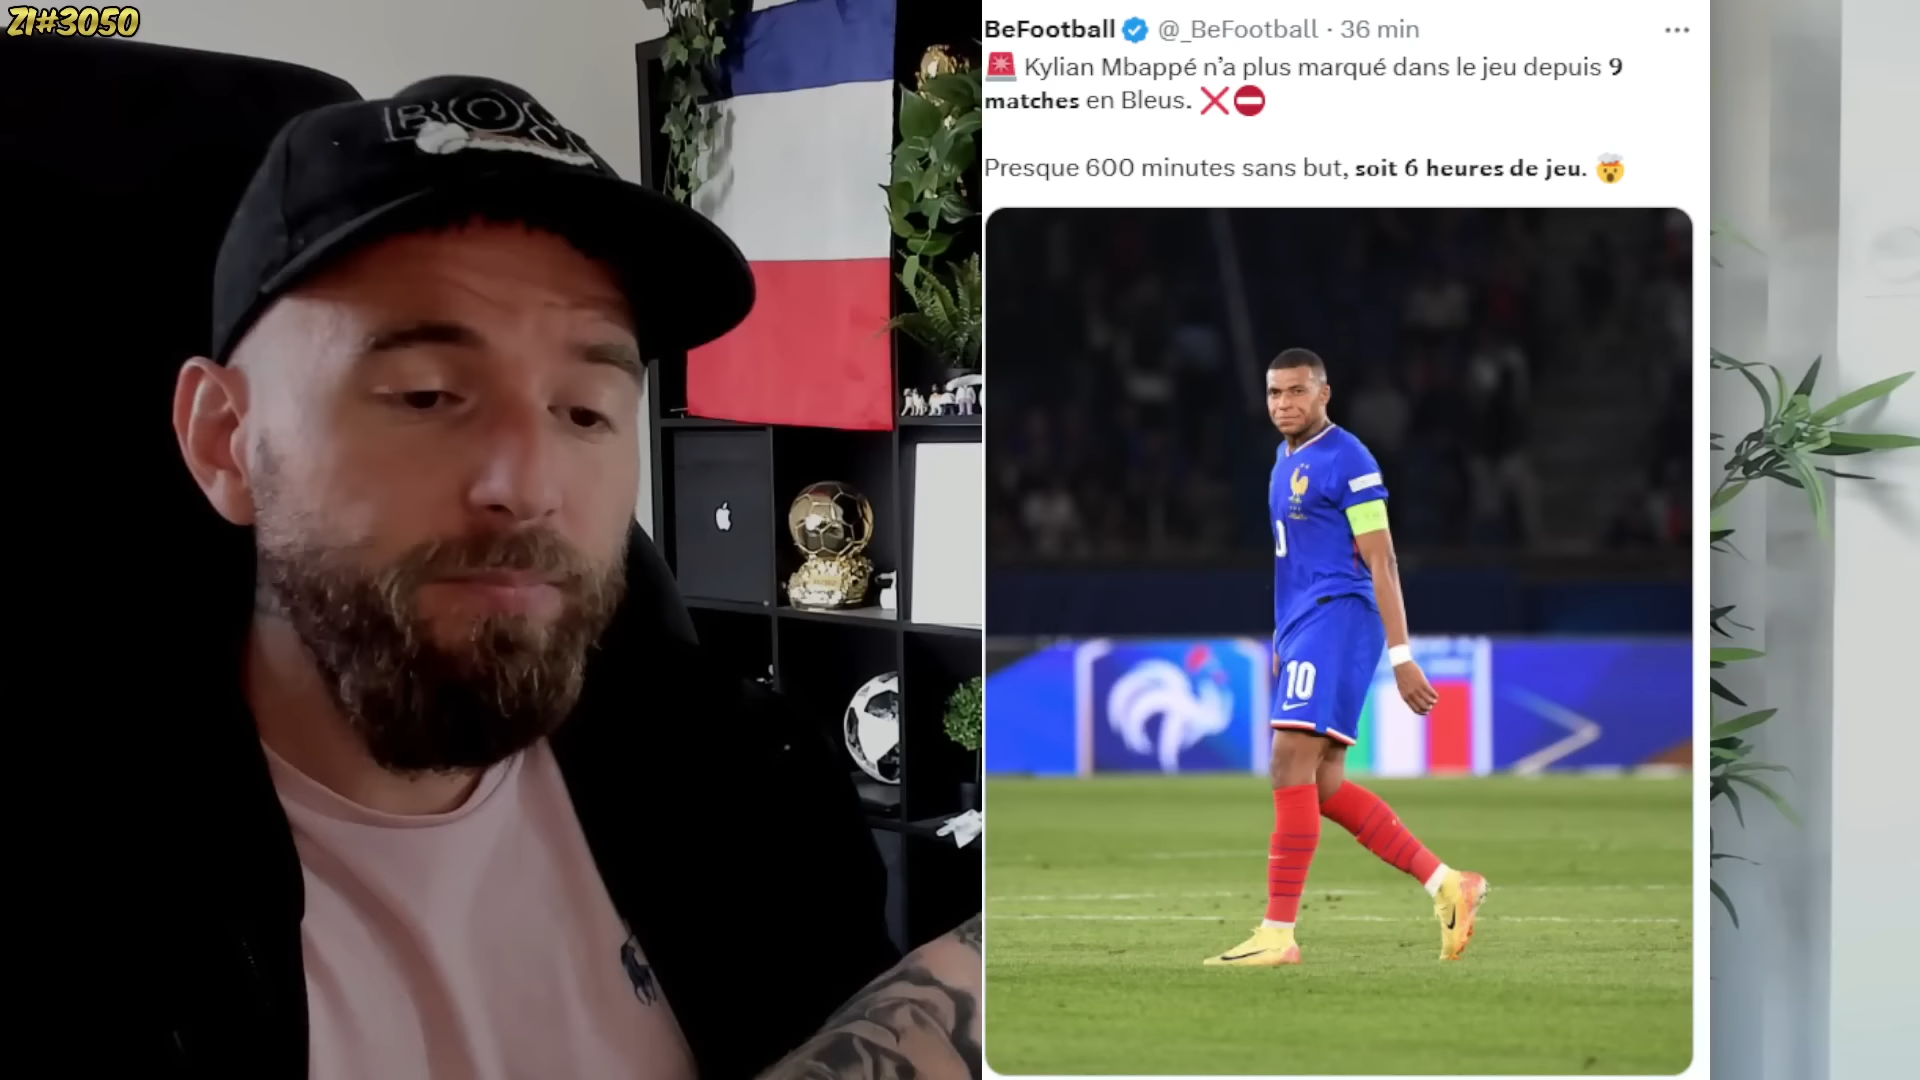 ZI#3050
BeFootball @_BeFootball · 36 min
🚨 Kylian Mbappé n’a plus marqué dans le jeu depuis 9
matches en Bleus. ❌⛔
Presque 600 minutes sans but, soit 6 heures de jeu. 🤯
BOSS
10